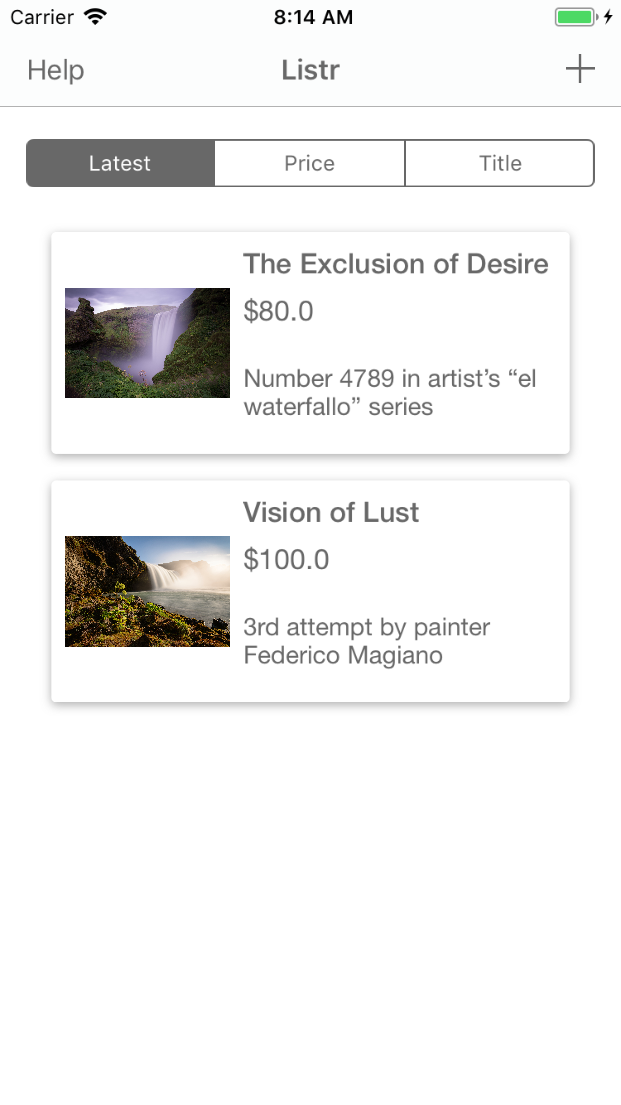 Carrier 8:14 AM
Help Listr
Latest Price Title
The Exclusion of Desire
$80.0
Number 4789 in artist’s “el
waterfallo” series
Vision of Lust
$100.0
3rd attempt by painter
Federico Magiano